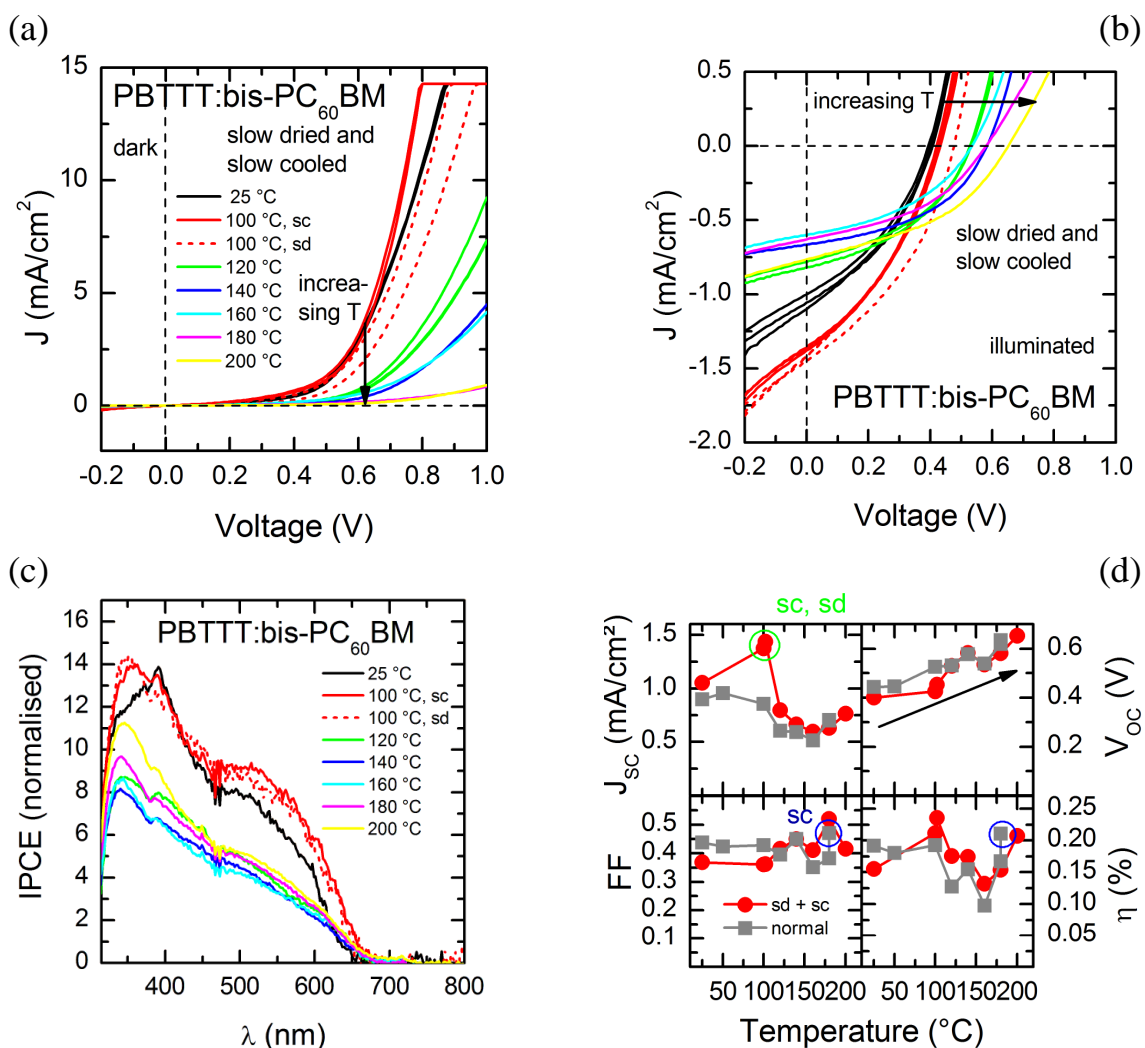 (a)
15
10
5
0
J (mA/cm²)
PBTTT:bis-PC₆₀BM
dark
slow dried and
slow cooled
25 °C
100 °C, sc
100 °C, sd
120 °C
140 °C
160 °C
180 °C
200 °C
increa-
sing T
-0.2 0.0 0.2 0.4 0.6 0.8 1.0
Voltage (V)
(b)
0.5
0.0
-0.5
-1.0
-1.5
-2.0
J (mA/cm²)
increasing T
slow dried and
slow cooled
illuminated
PBTTT:bis-PC₆₀BM
-0.2 0.0 0.2 0.4 0.6 0.8 1.0
Voltage (V)
(c)
16
14
12
10
8
6
4
2
0
IPCE (normalised)
PBTTT:bis-PC₆₀BM
25 °C
100 °C, sc
100 °C, sd
120 °C
140 °C
160 °C
180 °C
200 °C
400 500 600 700 800
λ (nm)
(d)
sc, sd
1.5
1.0
0.5
J_SC (mA/cm²)
0.6
0.4
0.2
V_OC (V)
0.5
0.4
0.3
0.2
0.1
FF
sc
sd + sc
normal
0.25
0.20
0.15
0.10
0.05
η (%)
50 100 150 200
50 100 150 200
Temperature (°C)